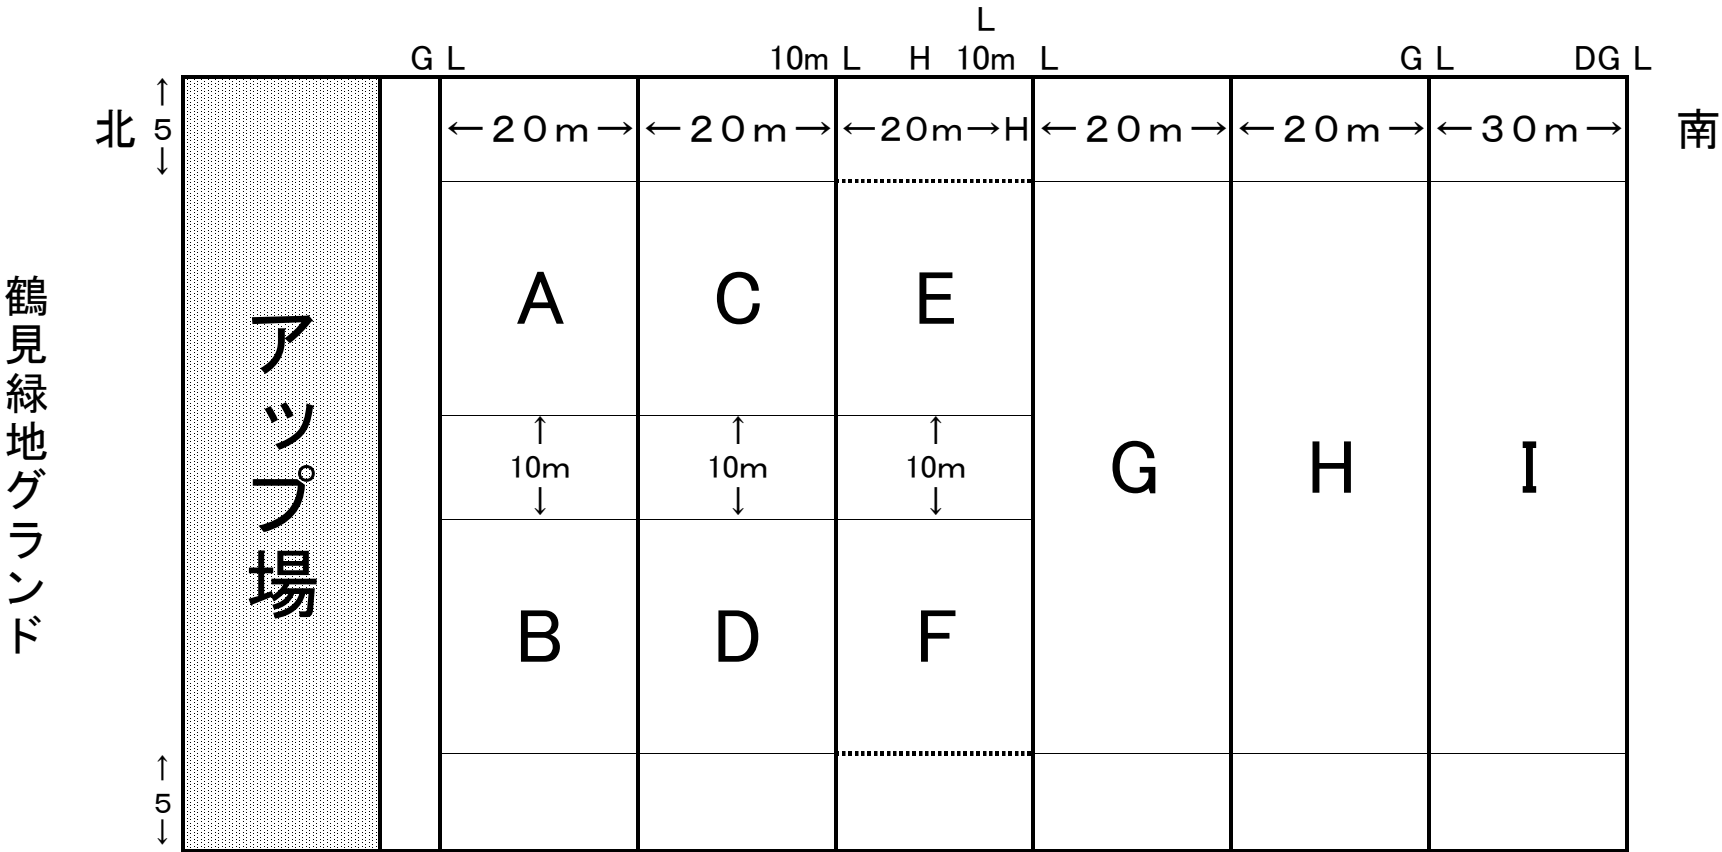 L
G L 10m L H 10m L G L DG L
北 ↑ 5 ↓ ←20m→ ←20m→ ←20m→H ←20m→ ←20m→ ←30m→ 南
鶴見緑地グランド
アップ場
A C E
↑ ↑ ↑
10m 10m 10m
↓ ↓ ↓
G H I
B D F
↑
5
↓